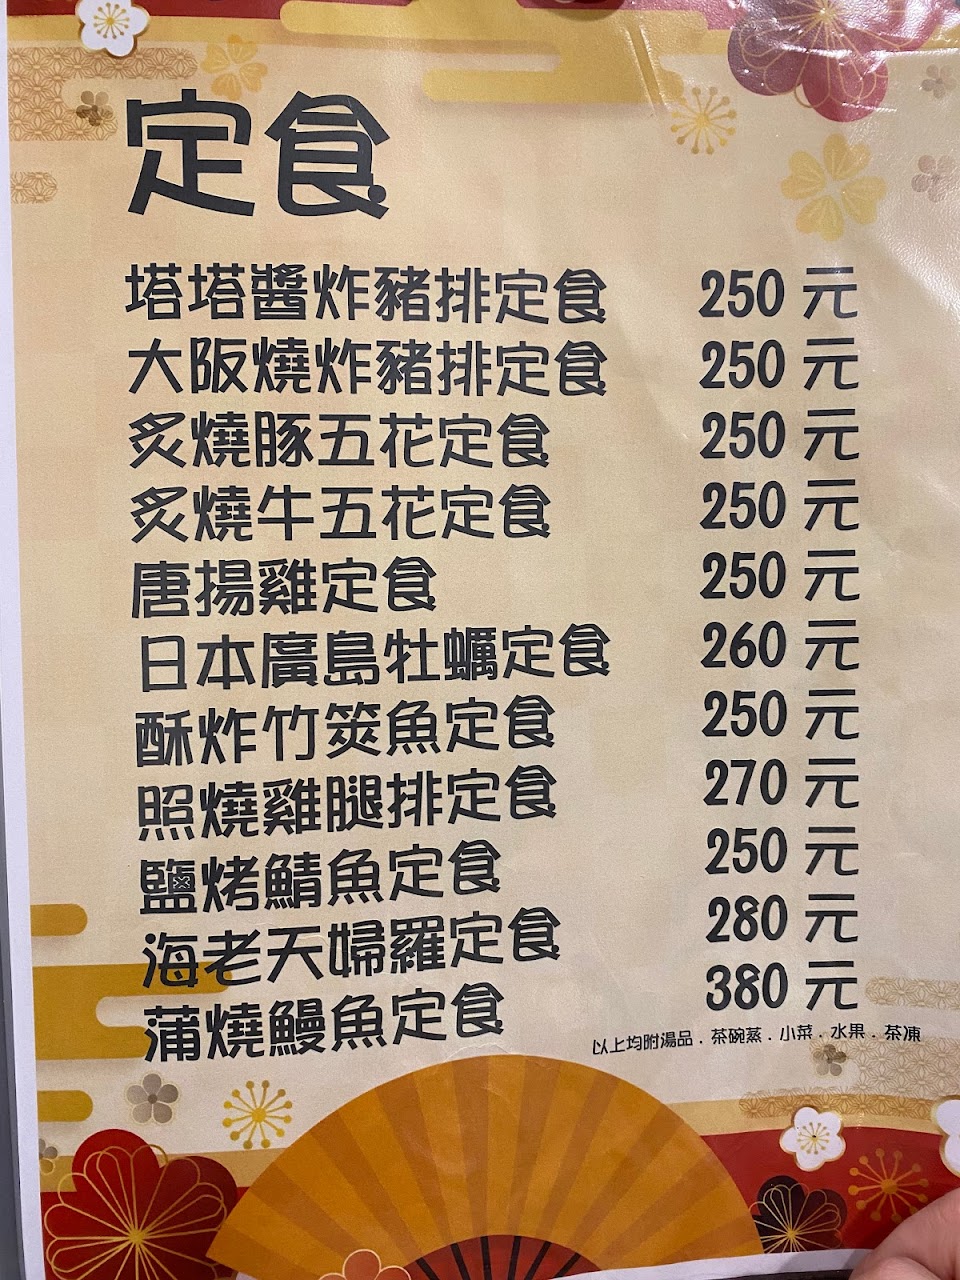 定食
塔塔醬炸豬排定食 250 元
大阪燒炸豬排定食 250 元
炙燒豚五花定食 250 元
炙燒牛五花定食 250 元
唐揚雞定食 250 元
日本廣島牡蠣定食 260 元
酥炸竹筴魚定食 250 元
照燒雞腿排定食 270 元
鹽烤鯖魚定食 250 元
海老天婦羅定食 280 元
蒲燒鰻魚定食 380 元
以上均附湯品．茶碗蒸．小菜．水果．茶凍